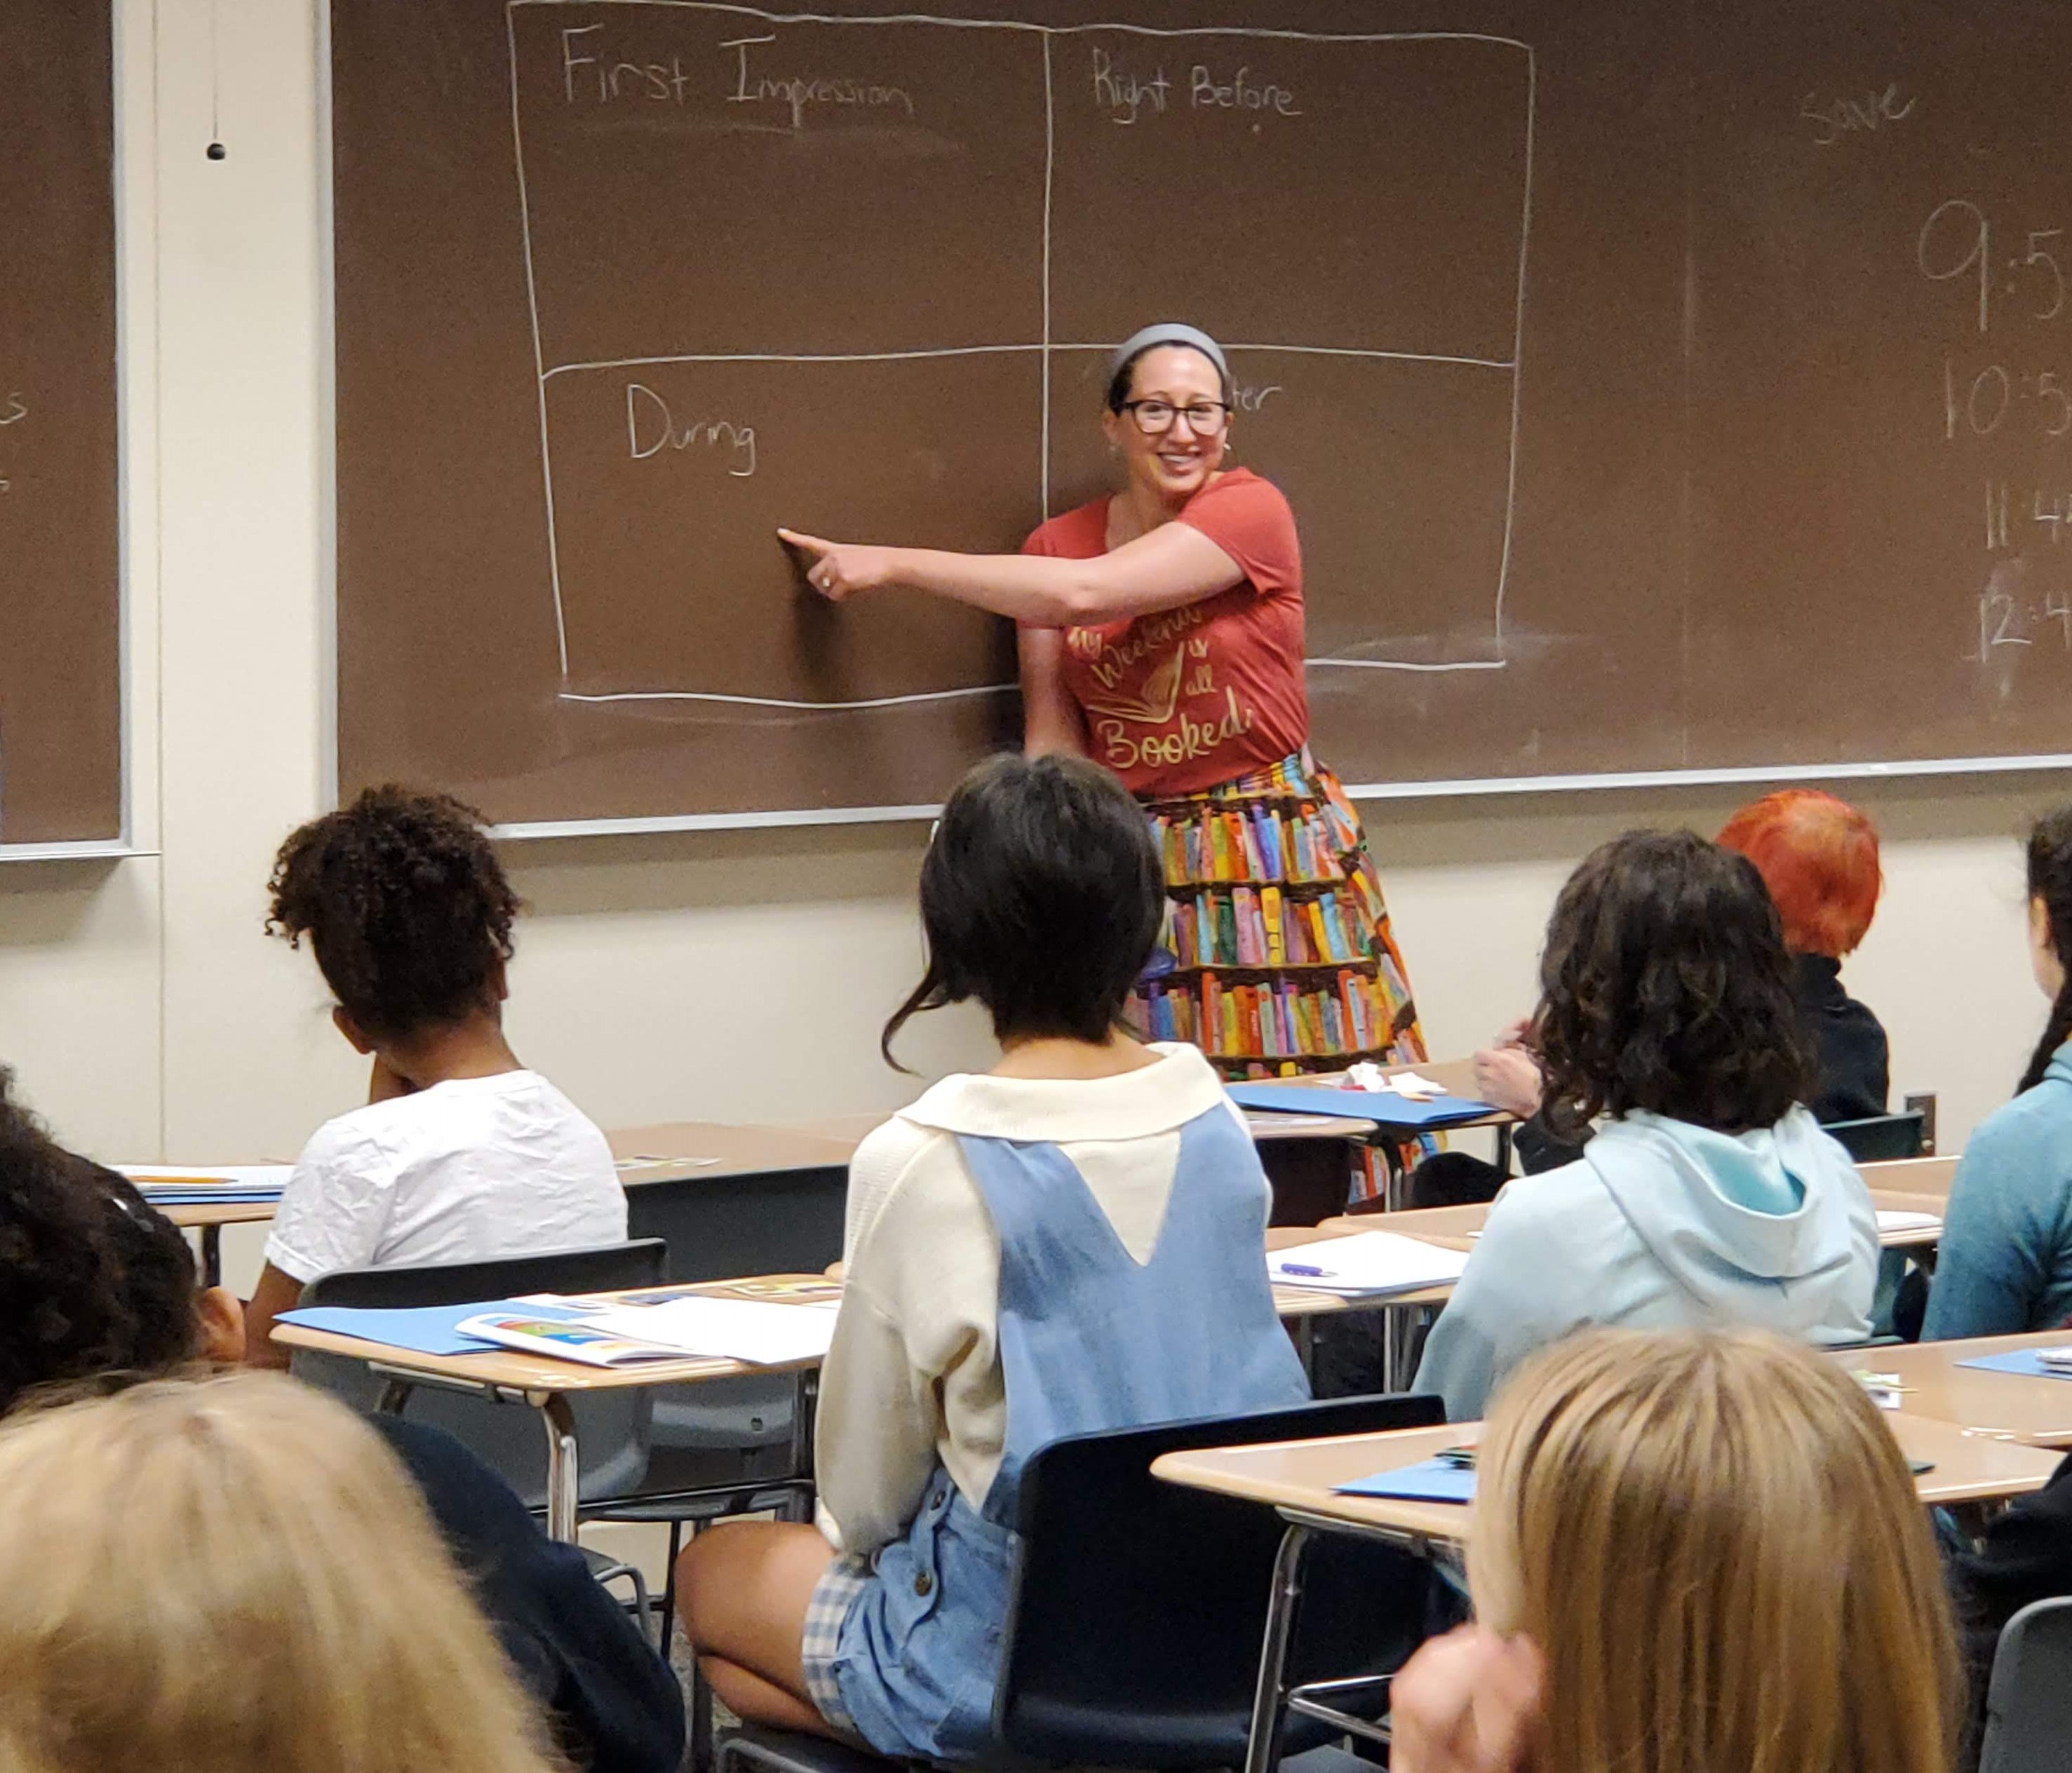 First Impression
Right Before
During
ter
save
9:5
10:5
11:4
12:4
my
Weekend
is
all
Booked!
s